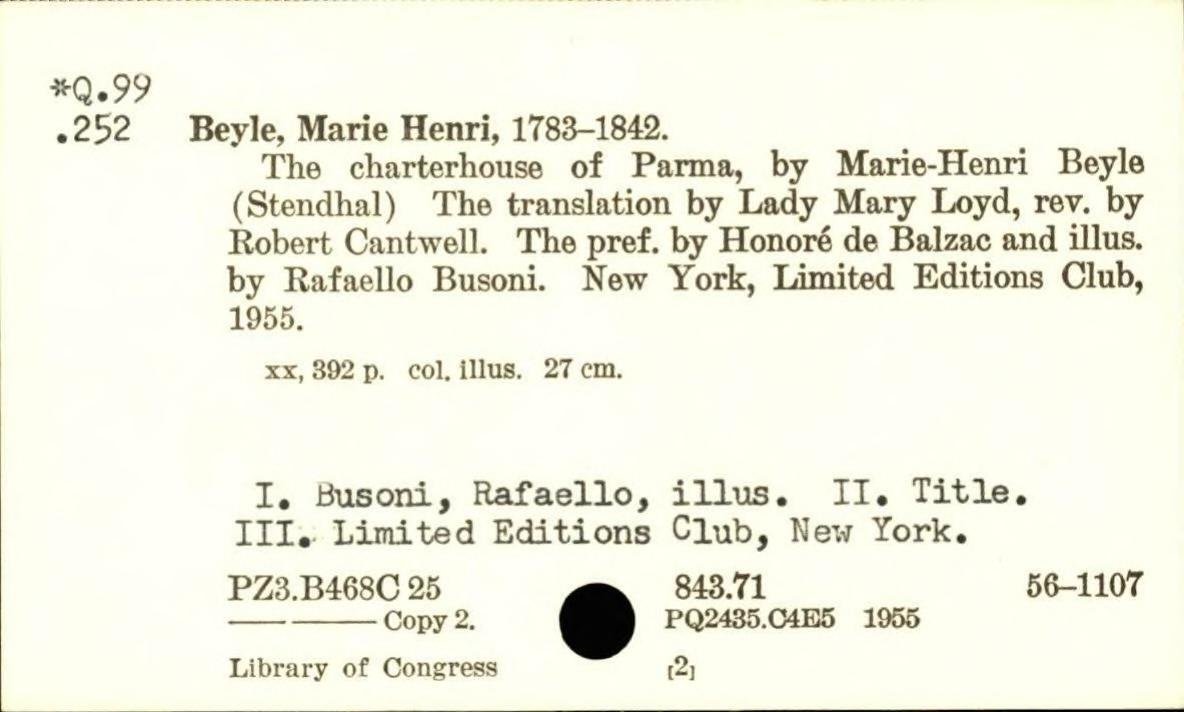 *Q.99
.252 Beyle, Marie Henri, 1783–1842.
The charterhouse of Parma, by Marie-Henri Beyle
(Stendhal) The translation by Lady Mary Loyd, rev. by
Robert Cantwell. The pref. by Honoré de Balzac and illus.
by Rafaello Busoni. New York, Limited Editions Club,
1955.
xx, 392 p. col. illus. 27 cm.
I. Busoni, Rafaello, illus. II. Title.
III. Limited Editions Club, New York.
PZ3.B468C 25 843.71 56–1107
—— ——— Copy 2. PQ2435.C4E5 1955
Library of Congress [2]